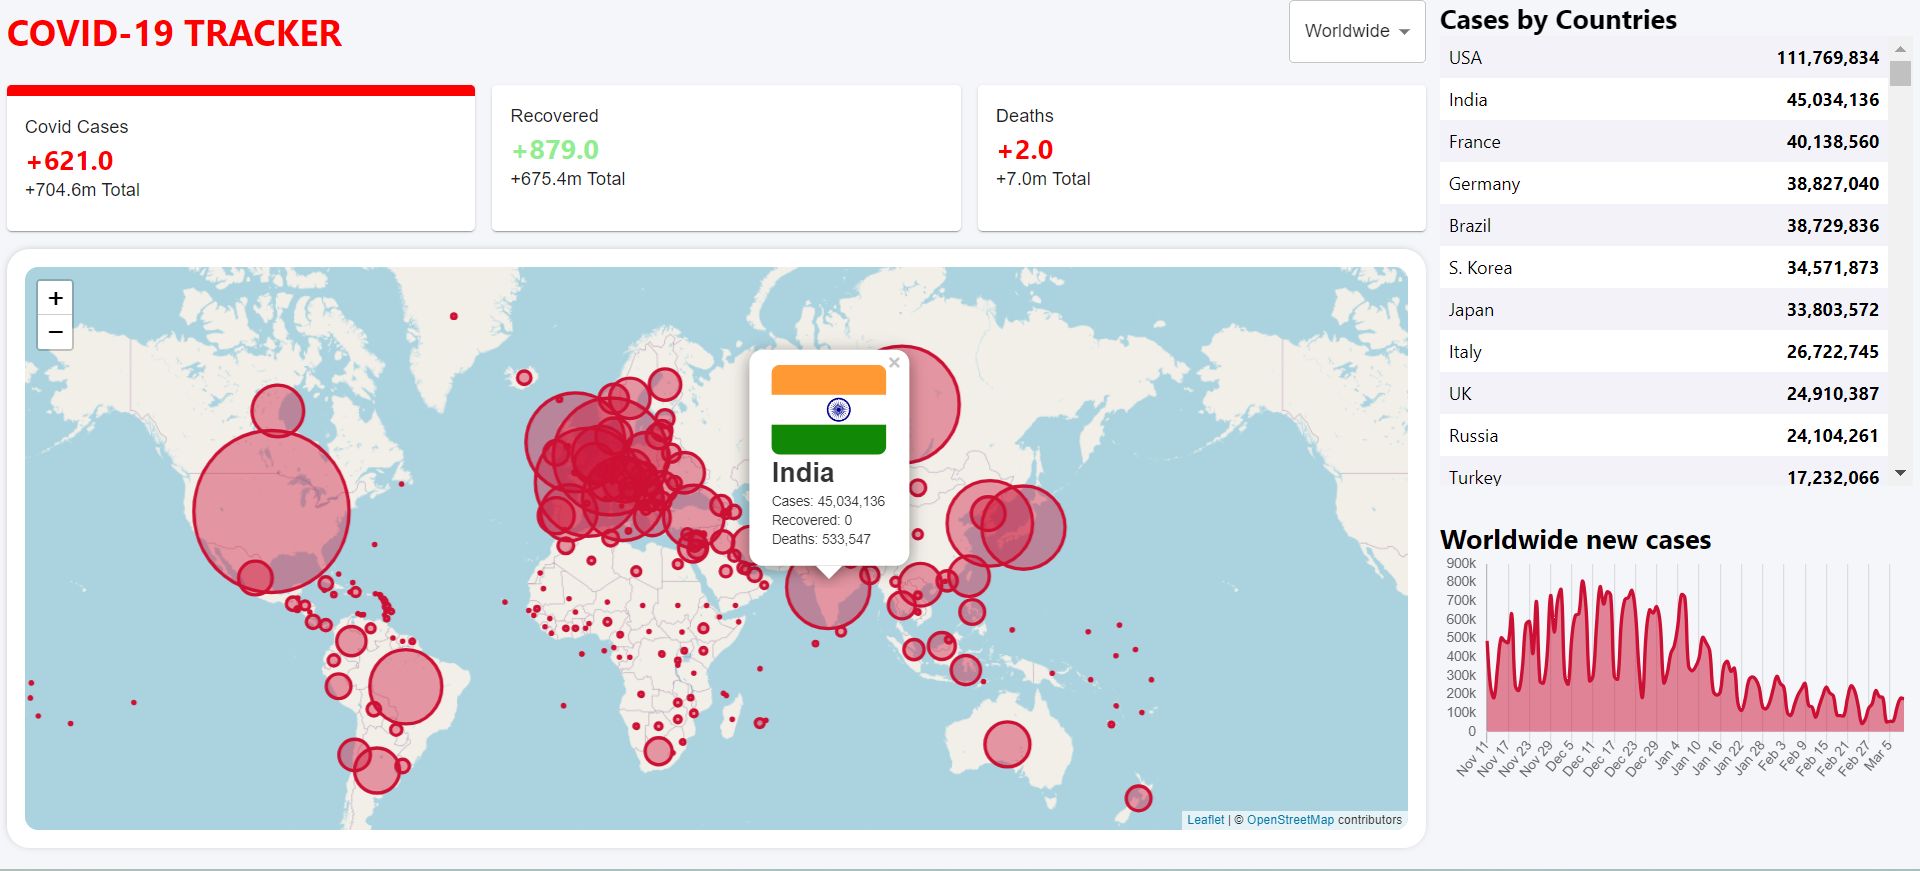 COVID-19 TRACKER
Worldwide
Covid Cases
+621.0
+704.6m Total
Recovered
+879.0
+675.4m Total
Deaths
+2.0
+7.0m Total
+
−
×
India
Cases: 45,034,136
Recovered: 0
Deaths: 533,547
Leaflet | © OpenStreetMap contributors
Cases by Countries
USA 111,769,834
India 45,034,136
France 40,138,560
Germany 38,827,040
Brazil 38,729,836
S. Korea 34,571,873
Japan 33,803,572
Italy 26,722,745
UK 24,910,387
Russia 24,104,261
Turkey 17,232,066
Worldwide new cases
900k
800k
700k
600k
500k
400k
300k
200k
100k
0
Nov 11
Nov 17
Nov 23
Nov 29
Dec 5
Dec 11
Dec 17
Dec 23
Dec 29
Jan 4
Jan 10
Jan 16
Jan 22
Jan 28
Feb 3
Feb 9
Feb 15
Feb 21
Feb 27
Mar 5